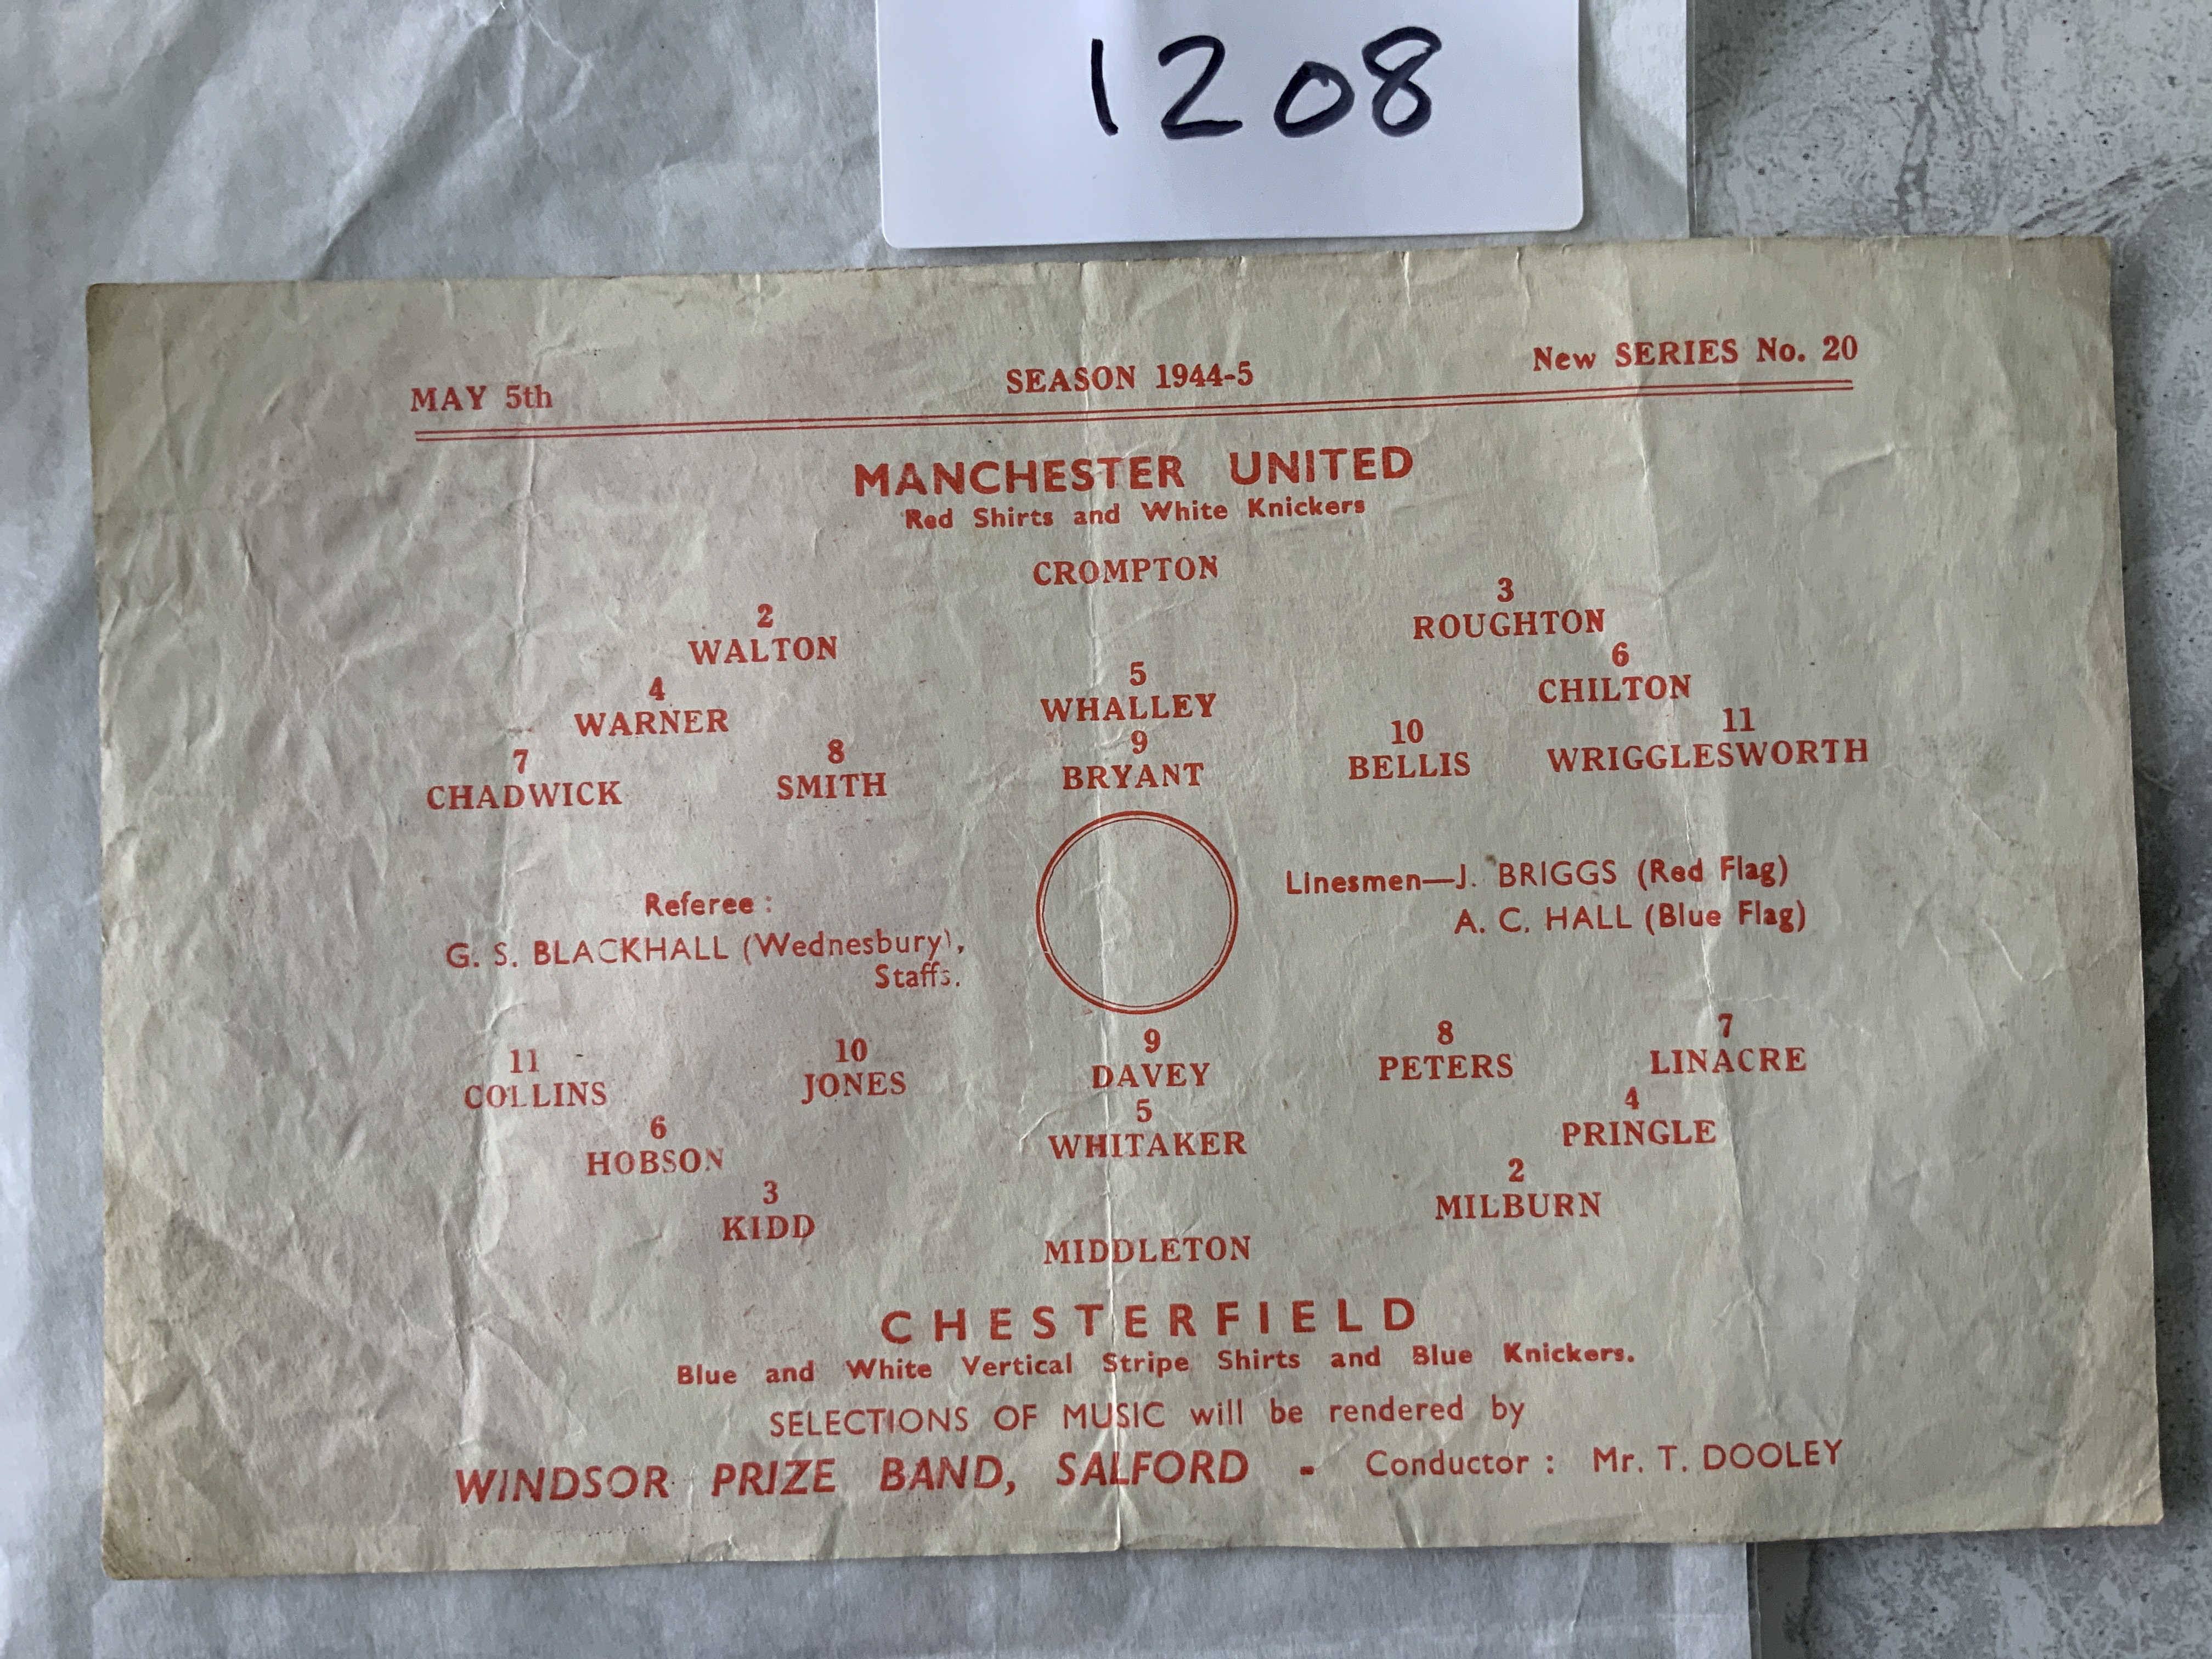 1208
MAY 5th SEASON 1944-5 New SERIES No. 20
MANCHESTER UNITED
Red Shirts and White Knickers
CROMPTON
2 3
WALTON ROUGHTON
4 5 6
WARNER WHALLEY CHILTON
7 8 9 10 11
CHADWICK SMITH BRYANT BELLIS WRIGGLESWORTH
Linesmen—J. BRIGGS (Red Flag)
A. C. HALL (Blue Flag)
Referee :
G. S. BLACKHALL (Wednesbury),
Staffs.
11 10 9 8 7
COLLINS JONES DAVEY PETERS LINACRE
6 5 4
HOBSON WHITAKER PRINGLE
3 2
KIDD MILBURN
MIDDLETON
CHESTERFIELD
Blue and White Vertical Stripe Shirts and Blue Knickers.
SELECTIONS OF MUSIC will be rendered by
WINDSOR PRIZE BAND, SALFORD - Conductor : Mr. T. DOOLEY